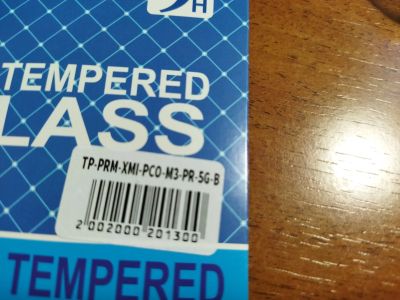 H
TEMPERED
LASS
TP-PRM-XMI-PCO-M3-PR-5G-B
2 002000 201300
TEMPERED